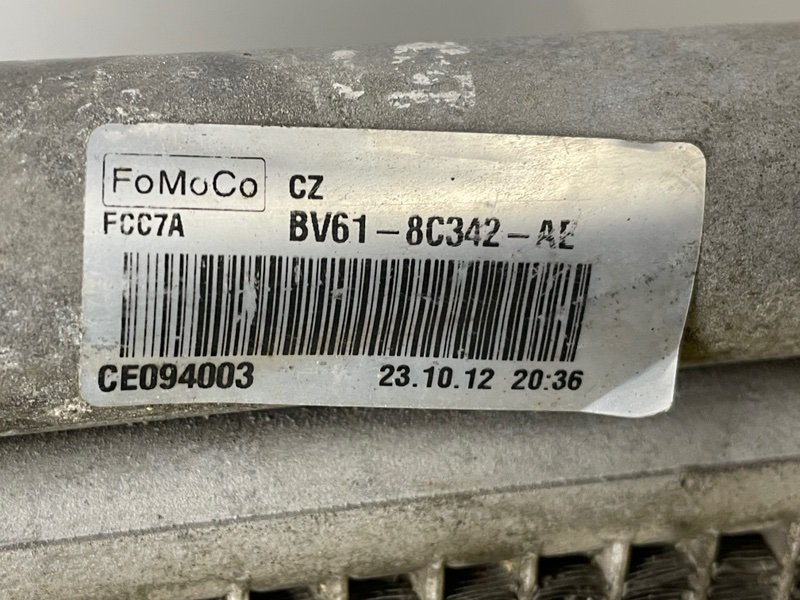 FoMoCo CZ
FCC7A BV61-8C342-AE
CE094003 23.10.12 20:36